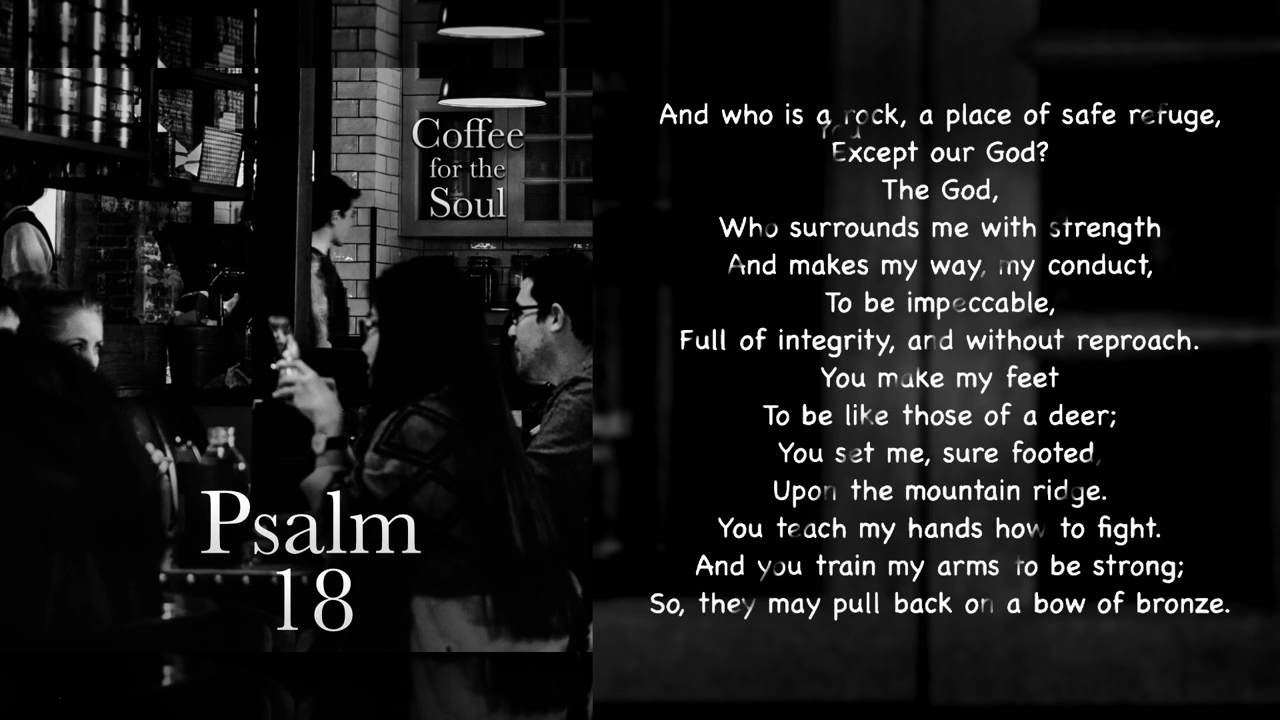 Coffee
for the
Soul
Psalm
18
And who is a rock, a place of safe refuge,
Except our God?
The God,
Who surrounds me with strength
And makes my way, my conduct,
To be impeccable,
Full of integrity, and without reproach.
You make my feet
To be like those of a deer;
You set me, sure footed,
Upon the mountain ridge.
You teach my hands how to fight.
And you train my arms to be strong;
So, they may pull back on a bow of bronze.